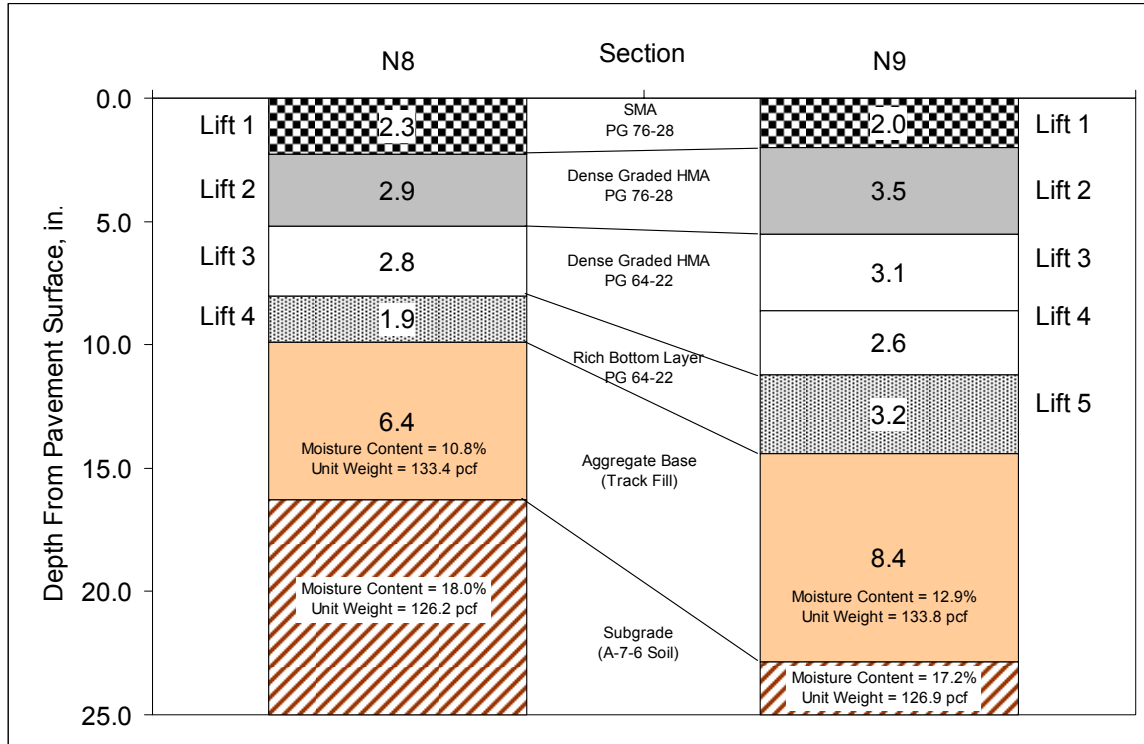 Section
N8
N9
Depth From Pavement Surface, in.
0.0
5.0
10.0
15.0
20.0
25.0
Lift 1
Lift 2
Lift 3
Lift 4
2.3
2.9
2.8
1.9
6.4
Moisture Content = 10.8%
Unit Weight = 133.4 pcf
Moisture Content = 18.0%
Unit Weight = 126.2 pcf
SMA
PG 76-28
Dense Graded HMA
PG 76-28
Dense Graded HMA
PG 64-22
Rich Bottom Layer
PG 64-22
Aggregate Base
(Track Fill)
Subgrade
(A-7-6 Soil)
2.0
3.5
3.1
2.6
3.2
8.4
Moisture Content = 12.9%
Unit Weight = 133.8 pcf
Moisture Content = 17.2%
Unit Weight = 126.9 pcf
Lift 1
Lift 2
Lift 3
Lift 4
Lift 5